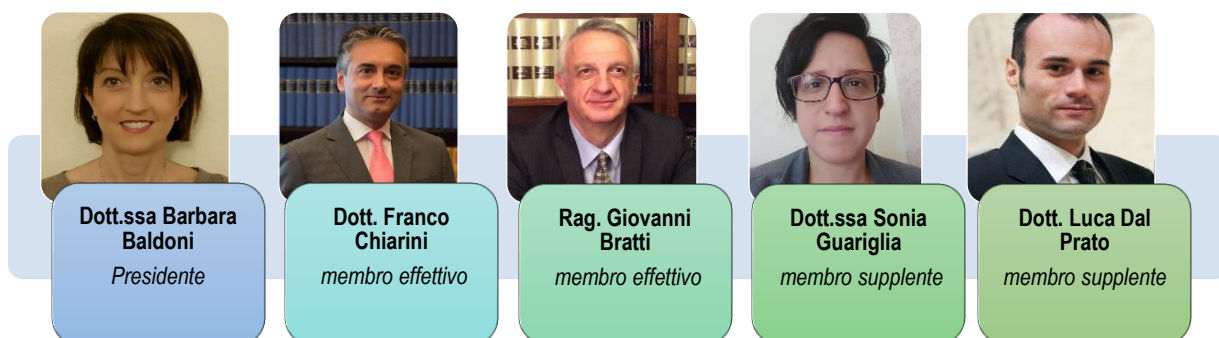 Dott.ssa Barbara
Baldoni
Presidente
Dott. Franco
Chiarini
membro effettivo
Rag. Giovanni
Bratti
membro effettivo
Dott.ssa Sonia
Guariglia
membro supplente
Dott. Luca Dal
Prato
membro supplente